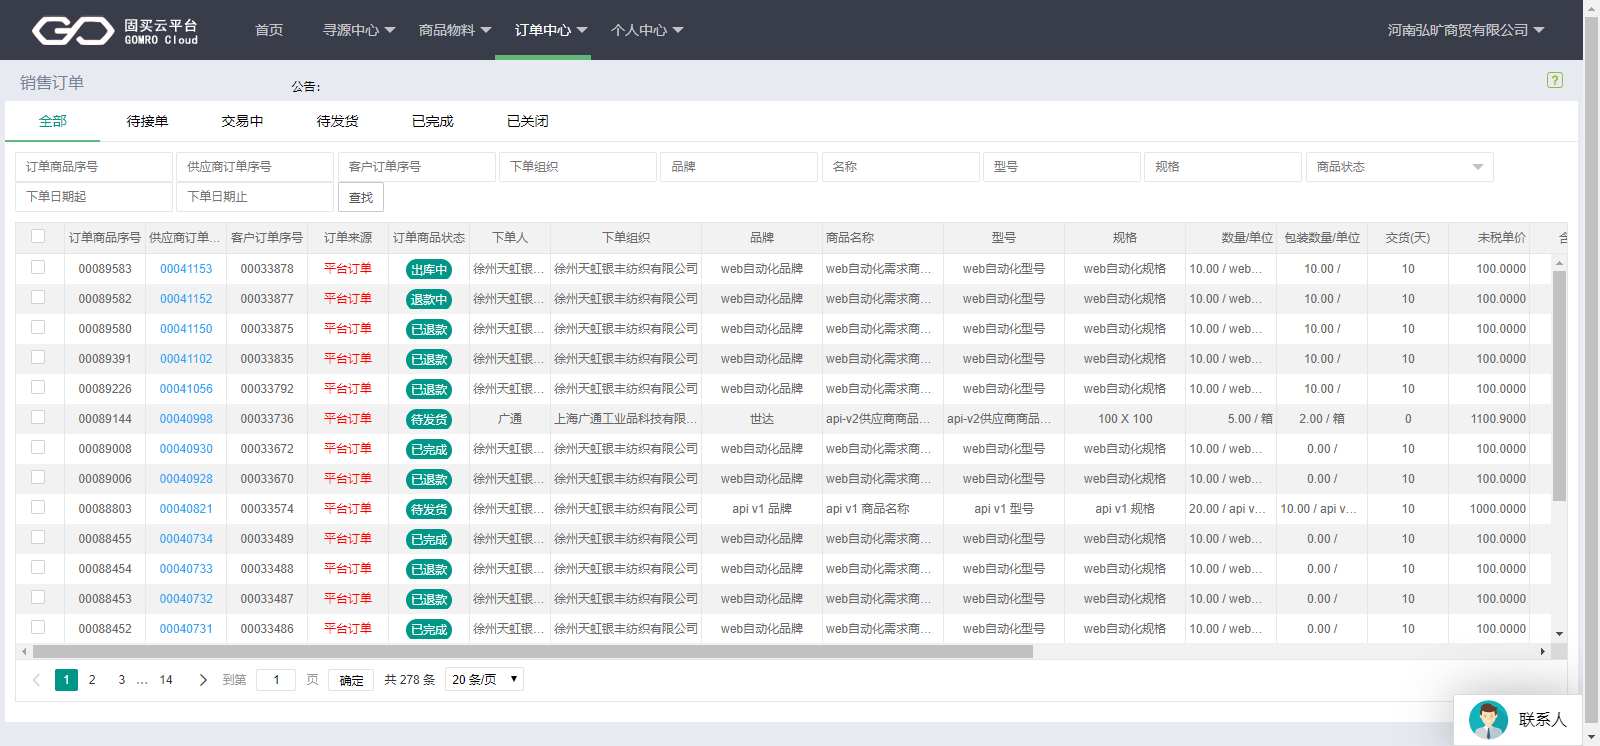 固买云平台
GOMRO Cloud
首页 寻源中心 商品物料 订单中心 个人中心 河南弘旷商贸有限公司
销售订单
公告:
全部 待接单 交易中 待发货 已完成 已关闭
订单商品序号 供应商订单序号 客户订单序号 下单组织 品牌 名称 型号 规格 商品状态
下单日期起 下单日期止 查找
订单商品序号 供应商订单... 客户订单序号 订单来源 订单商品状态 下单人 下单组织 品牌 商品名称 型号 规格 数量/单位 包装数量/单位 交货(天) 未税单价
00089583 00041153 00033878 平台订单 出库中 徐州天虹银... 徐州天虹银丰纺织有限公司 web自动化品牌 web自动化需求商... web自动化型号 web自动化规格 10.00 / web... 10.00 / 10 100.0000
00089582 00041152 00033877 平台订单 退款中 徐州天虹银... 徐州天虹银丰纺织有限公司 web自动化品牌 web自动化需求商... web自动化型号 web自动化规格 10.00 / web... 10.00 / 10 100.0000
00089580 00041150 00033875 平台订单 已退款 徐州天虹银... 徐州天虹银丰纺织有限公司 web自动化品牌 web自动化需求商... web自动化型号 web自动化规格 10.00 / web... 10.00 / 10 100.0000
00089391 00041102 00033835 平台订单 已退款 徐州天虹银... 徐州天虹银丰纺织有限公司 web自动化品牌 web自动化需求商... web自动化型号 web自动化规格 10.00 / web... 10.00 / 10 100.0000
00089226 00041056 00033792 平台订单 已退款 徐州天虹银... 徐州天虹银丰纺织有限公司 web自动化品牌 web自动化需求商... web自动化型号 web自动化规格 10.00 / web... 10.00 / 10 100.0000
00089144 00040998 00033736 平台订单 待发货 广通 上海广通工业品科技有限... 世达 api-v2供应商商品... api-v2供应商商品... 100 X 100 5.00 / 箱 2.00 / 箱 0 1100.9000
00089008 00040930 00033672 平台订单 已完成 徐州天虹银... 徐州天虹银丰纺织有限公司 web自动化品牌 web自动化需求商... web自动化型号 web自动化规格 10.00 / web... 0.00 / 10 100.0000
00089006 00040928 00033670 平台订单 已退款 徐州天虹银... 徐州天虹银丰纺织有限公司 web自动化品牌 web自动化需求商... web自动化型号 web自动化规格 10.00 / web... 0.00 / 10 100.0000
00088803 00040821 00033574 平台订单 待发货 徐州天虹银... 徐州天虹银丰纺织有限公司 api v1 品牌 api v1 商品名称 api v1 型号 api v1 规格 20.00 / api v... 10.00 / api v... 10 1000.0000
00088455 00040734 00033489 平台订单 已完成 徐州天虹银... 徐州天虹银丰纺织有限公司 web自动化品牌 web自动化需求商... web自动化型号 web自动化规格 10.00 / web... 0.00 / 10 100.0000
00088454 00040733 00033488 平台订单 已退款 徐州天虹银... 徐州天虹银丰纺织有限公司 web自动化品牌 web自动化需求商... web自动化型号 web自动化规格 10.00 / web... 0.00 / 10 100.0000
00088453 00040732 00033487 平台订单 已退款 徐州天虹银... 徐州天虹银丰纺织有限公司 web自动化品牌 web自动化需求商... web自动化型号 web自动化规格 10.00 / web... 0.00 / 10 100.0000
00088452 00040731 00033486 平台订单 已完成 徐州天虹银... 徐州天虹银丰纺织有限公司 web自动化品牌 web自动化需求商... web自动化型号 web自动化规格 10.00 / web... 0.00 / 10 100.0000
1 2 3 ... 14 到第 1 页 确定 共 278 条 20 条/页
联系人